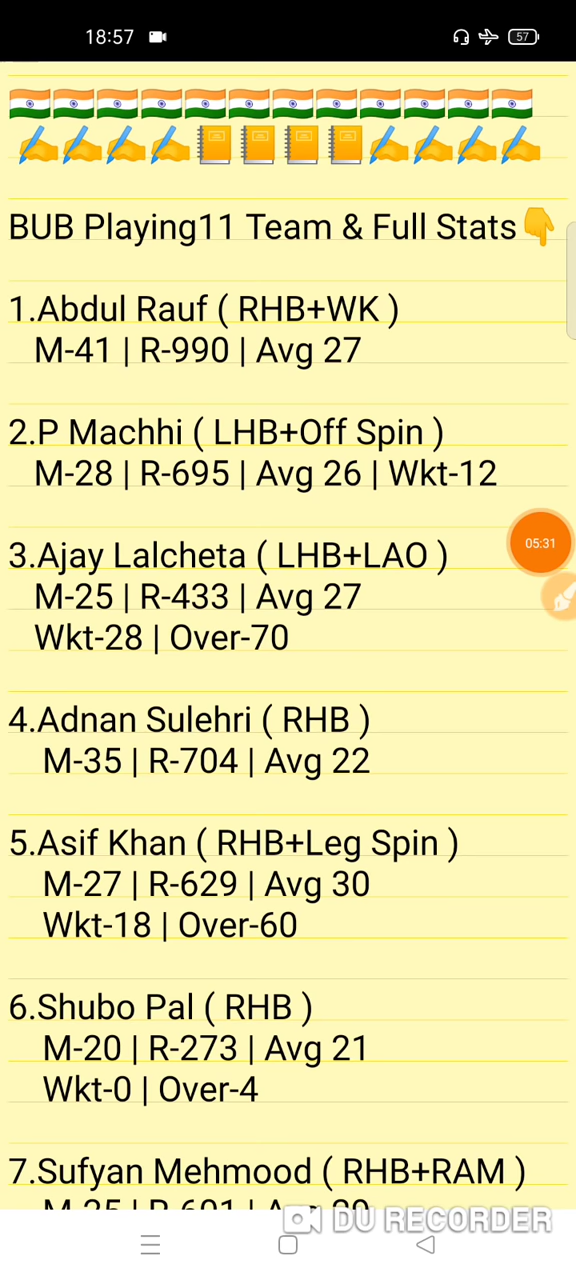 18:57
57
BUB Playing11 Team & Full Stats
1.Abdul Rauf ( RHB+WK )
M-41 | R-990 | Avg 27
2.P Machhi ( LHB+Off Spin )
M-28 | R-695 | Avg 26 | Wkt-12
3.Ajay Lalcheta ( LHB+LAO )
05:31
M-25 | R-433 | Avg 27
Wkt-28 | Over-70
4.Adnan Sulehri ( RHB )
M-35 | R-704 | Avg 22
5.Asif Khan ( RHB+Leg Spin )
M-27 | R-629 | Avg 30
Wkt-18 | Over-60
6.Shubo Pal ( RHB )
M-20 | R-273 | Avg 21
Wkt-0 | Over-4
7.Sufyan Mehmood ( RHB+RAM )
DU RECORDER